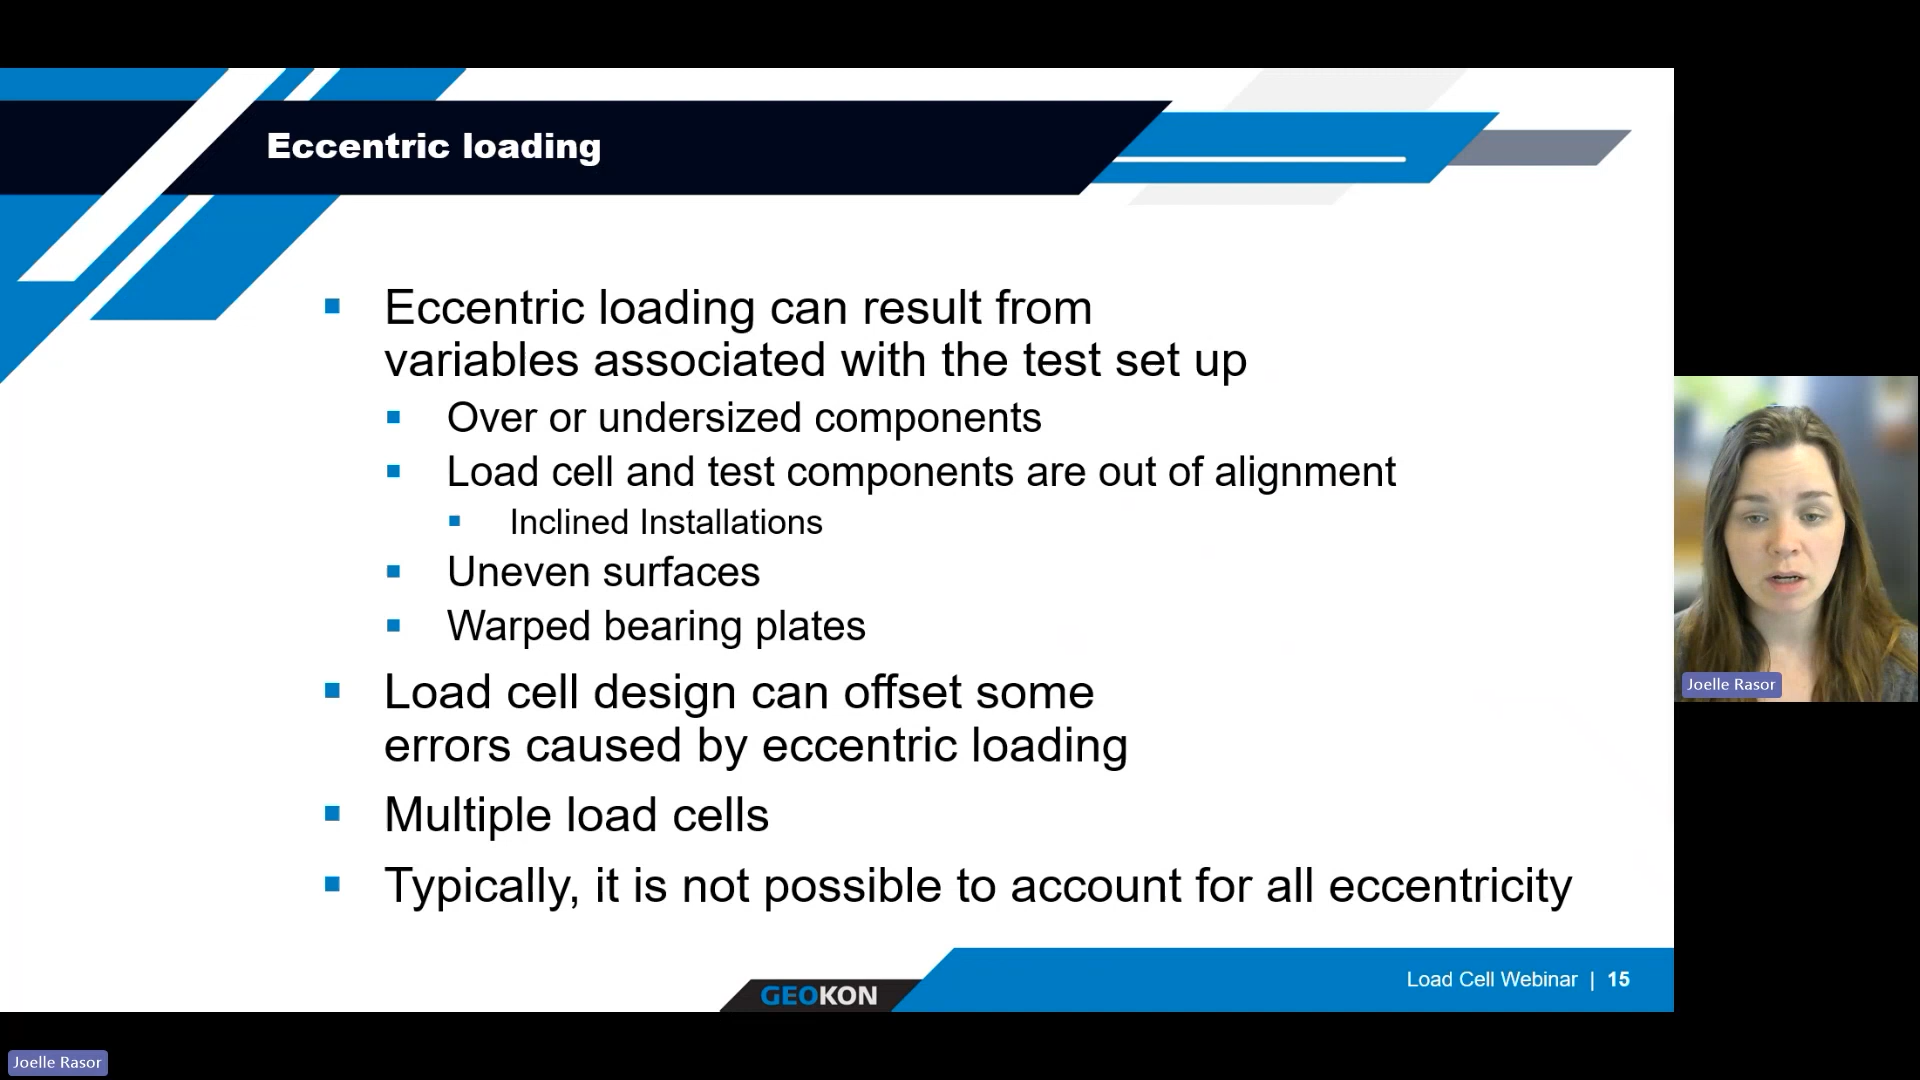 Eccentric loading
Eccentric loading can result from
variables associated with the test set up
Over or undersized components
Load cell and test components are out of alignment
Inclined Installations
Uneven surfaces
Warped bearing plates
Load cell design can offset some
errors caused by eccentric loading
Multiple load cells
Typically, it is not possible to account for all eccentricity
GEOKON
Load Cell Webinar | 15
Joelle Rasor
Joelle Rasor